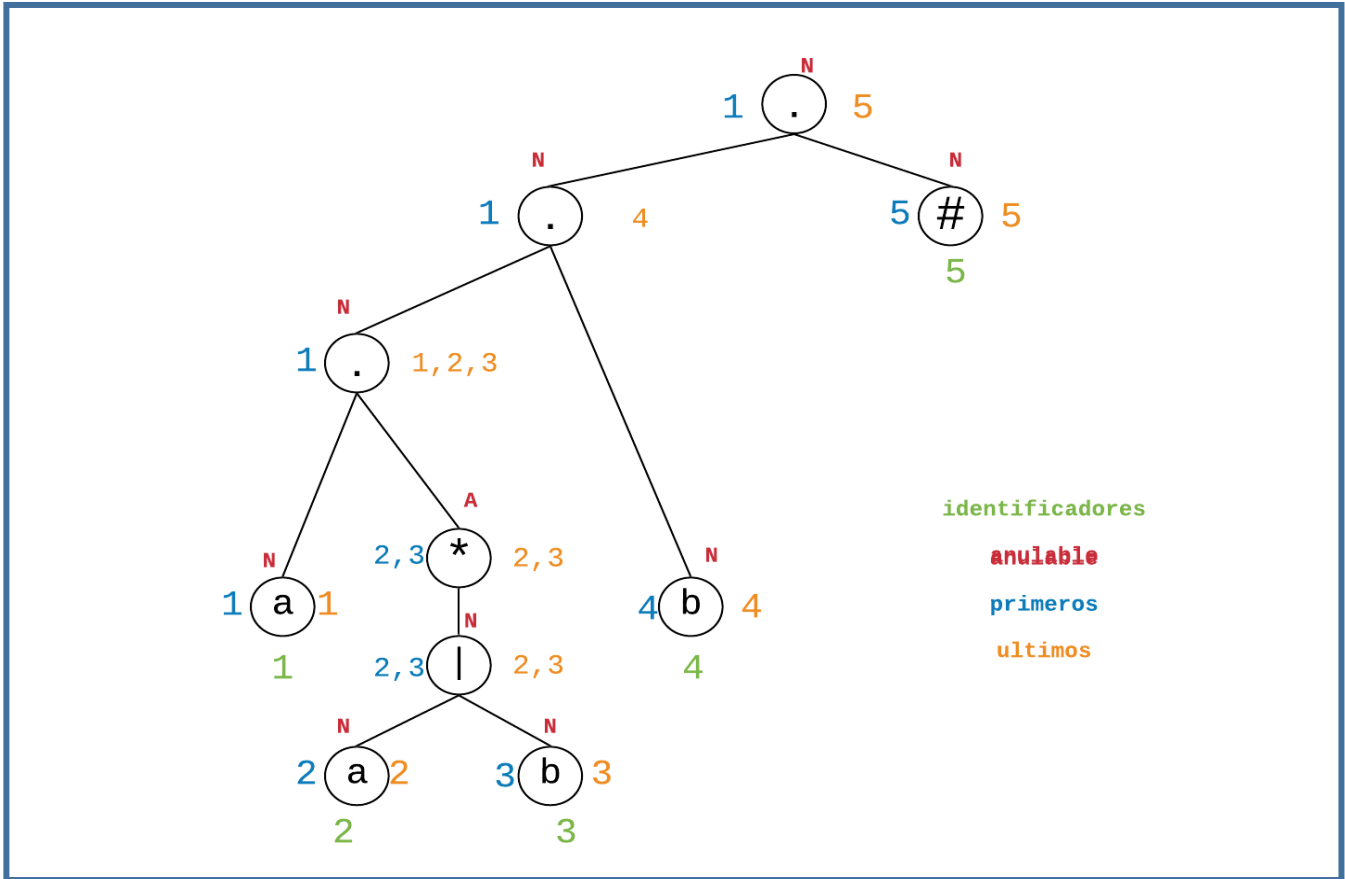 N
1 . 5
N N
1 . 4 5 # 5
5
N
1 . 1,2,3
A
identificadores
N 2,3 * 2,3 N anulable
1 a 1 4 b 4 primeros
N
1 2,3 | 2,3 4 ultimos
N N
2 a 2 3 b 3
2 3